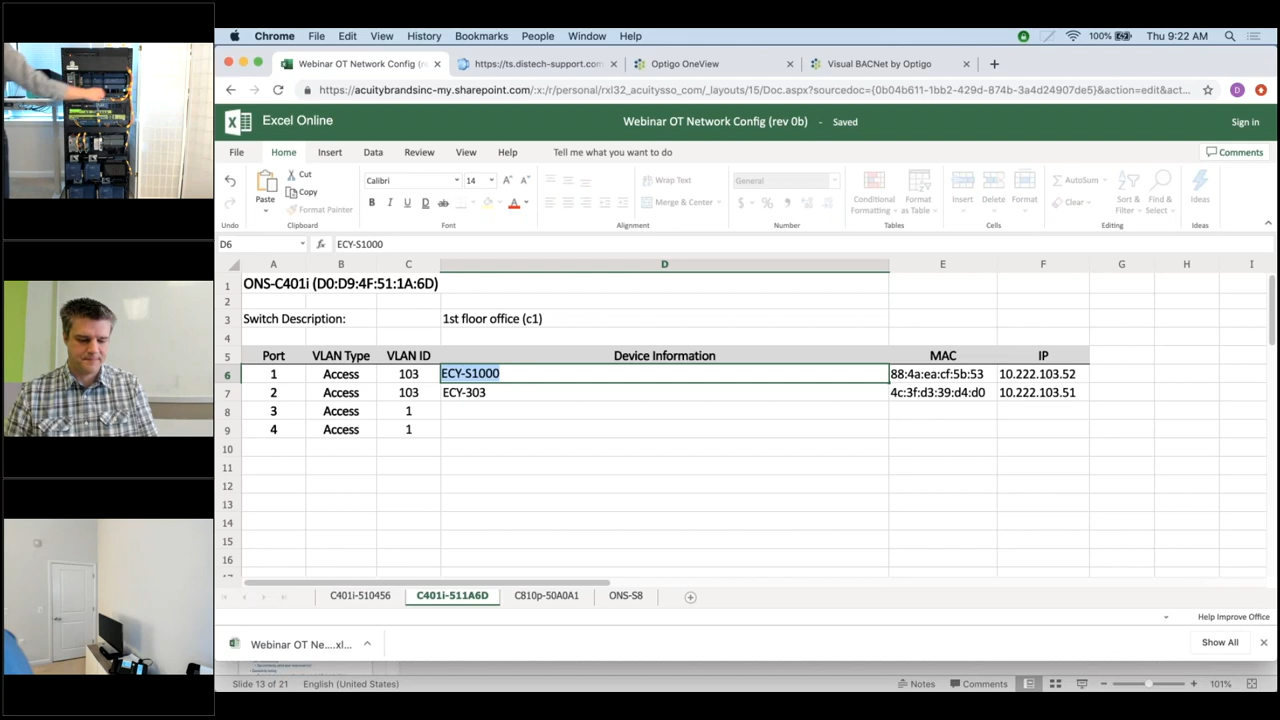 Chrome File Edit View History Bookmarks People Window Help 100% Thu 9:22 AM
Webinar OT Network Config (re × https://ts.distech-support.com... × Optigo OneView × Visual BACNet by Optigo × +
https://acuitybrandsinc-my.sharepoint.com/:x:/r/personal/rxl32_acuitysso_com/_layouts/15/Doc.aspx?sourcedoc={0b04b611-1bb2-429d-874b-3a4d24907de5}&action=edit&ac... D
Excel Online Webinar OT Network Config (rev 0b) - Saved Sign in
File Home Insert Data Review View Help Tell me what you want to do Comments
Cut
Calibri 14 Wrap Text General AutoSum
Copy
Paste Format Painter B I U D ab A Merge & Center $ % Conditional Formatting Format as Table Insert Delete Format Clear Sort & Filter Find & Select Ideas
Undo Clipboard Font Alignment Number Tables Cells Editing Ideas
D6 fx ECY-S1000
A B C D E F G H I
1 ONS-C401i (D0:D9:4F:51:1A:6D)
2
3 Switch Description: 1st floor office (c1)
4
5 Port VLAN Type VLAN ID Device Information MAC IP
6 1 Access 103 ECY-S1000 88:4a:ea:cf:5b:53 10.222.103.52
7 2 Access 103 ECY-303 4c:3f:d3:39:d4:d0 10.222.103.51
8 3 Access 1
9 4 Access 1
10
11
12
13
14
15
16
C401i-510456 C401i-511A6D C810p-50A0A1 ONS-S8
Help Improve Office
Webinar OT Ne....xl... Show All
Slide 13 of 21 English (United States) Notes Comments 101%